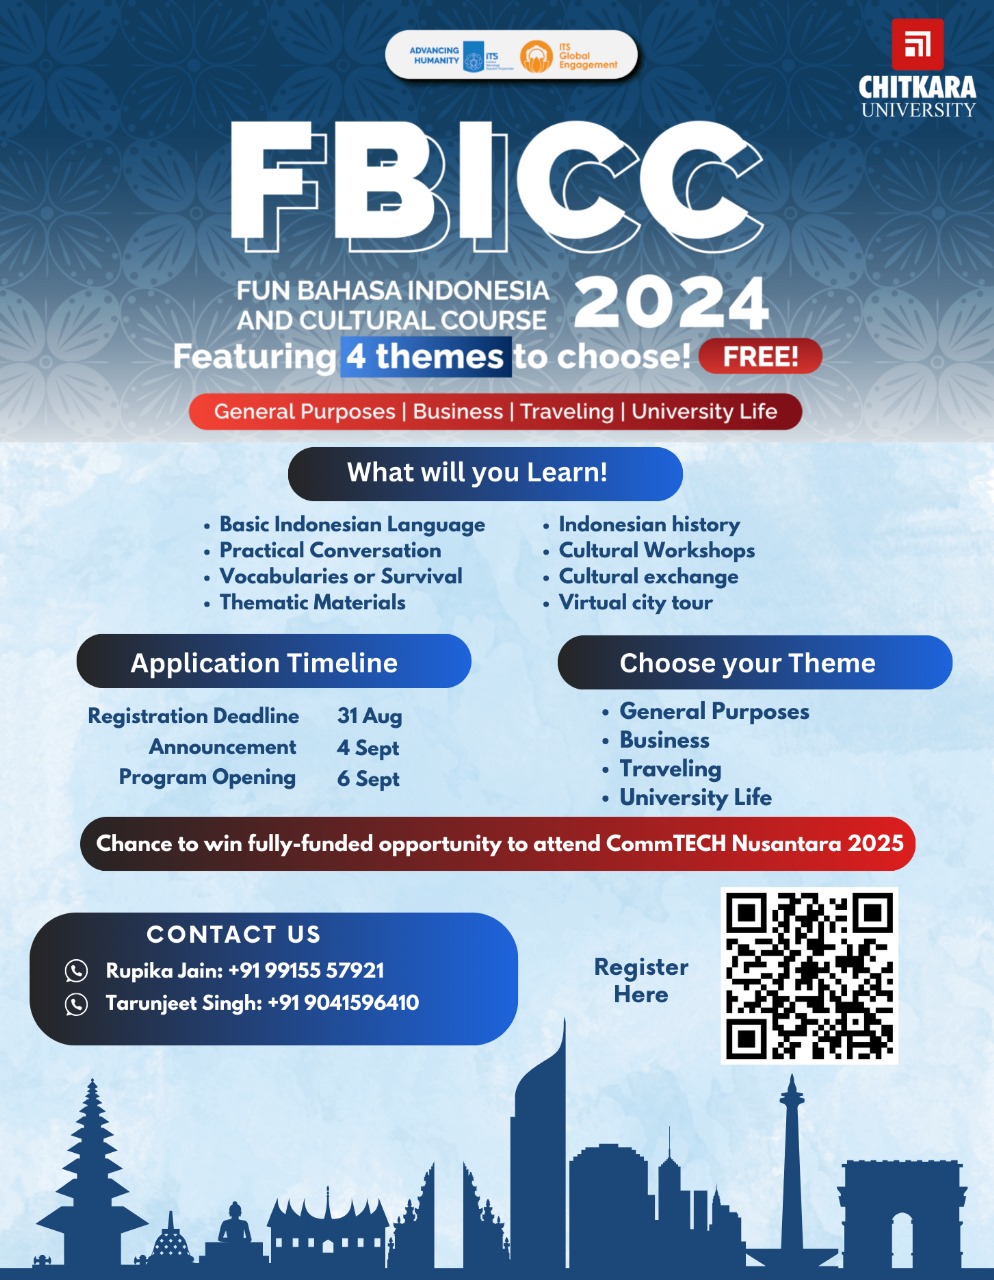 ADVANCING
HUMANITY
ITS
ITS
Global
Engagement
CHITKARA
UNIVERSITY
FBICC
FUN BAHASA INDONESIA
AND CULTURAL COURSE
2024
Featuring 4 themes to choose! FREE!
General Purposes | Business | Traveling | University Life
What will you Learn!
• Basic Indonesian Language
• Practical Conversation
• Vocabularies or Survival
• Thematic Materials
• Indonesian history
• Cultural Workshops
• Cultural exchange
• Virtual city tour
Application Timeline
Registration Deadline 31 Aug
Announcement 4 Sept
Program Opening 6 Sept
Choose your Theme
• General Purposes
• Business
• Traveling
• University Life
Chance to win fully-funded opportunity to attend CommTECH Nusantara 2025
CONTACT US
Rupika Jain: +91 99155 57921
Tarunjeet Singh: +91 9041596410
Register
Here